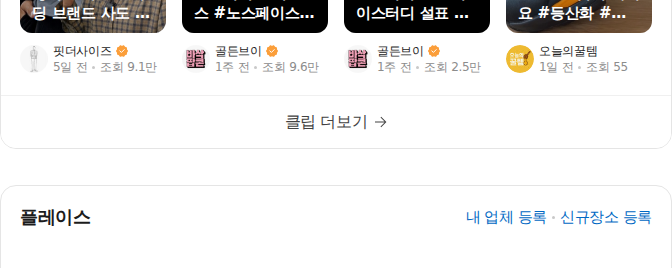 딩 브랜드 사도 ...
스 #노스페이스...
이스터디 설표 ...
요 #등산화 #...
핏더사이즈
5일 전 · 조회 9.1만
골든브이
1주 전 · 조회 9.6만
골든브이
1주 전 · 조회 2.5만
오늘의꿀템
1일 전 · 조회 55
클립 더보기 →
플레이스
내 업체 등록 · 신규장소 등록